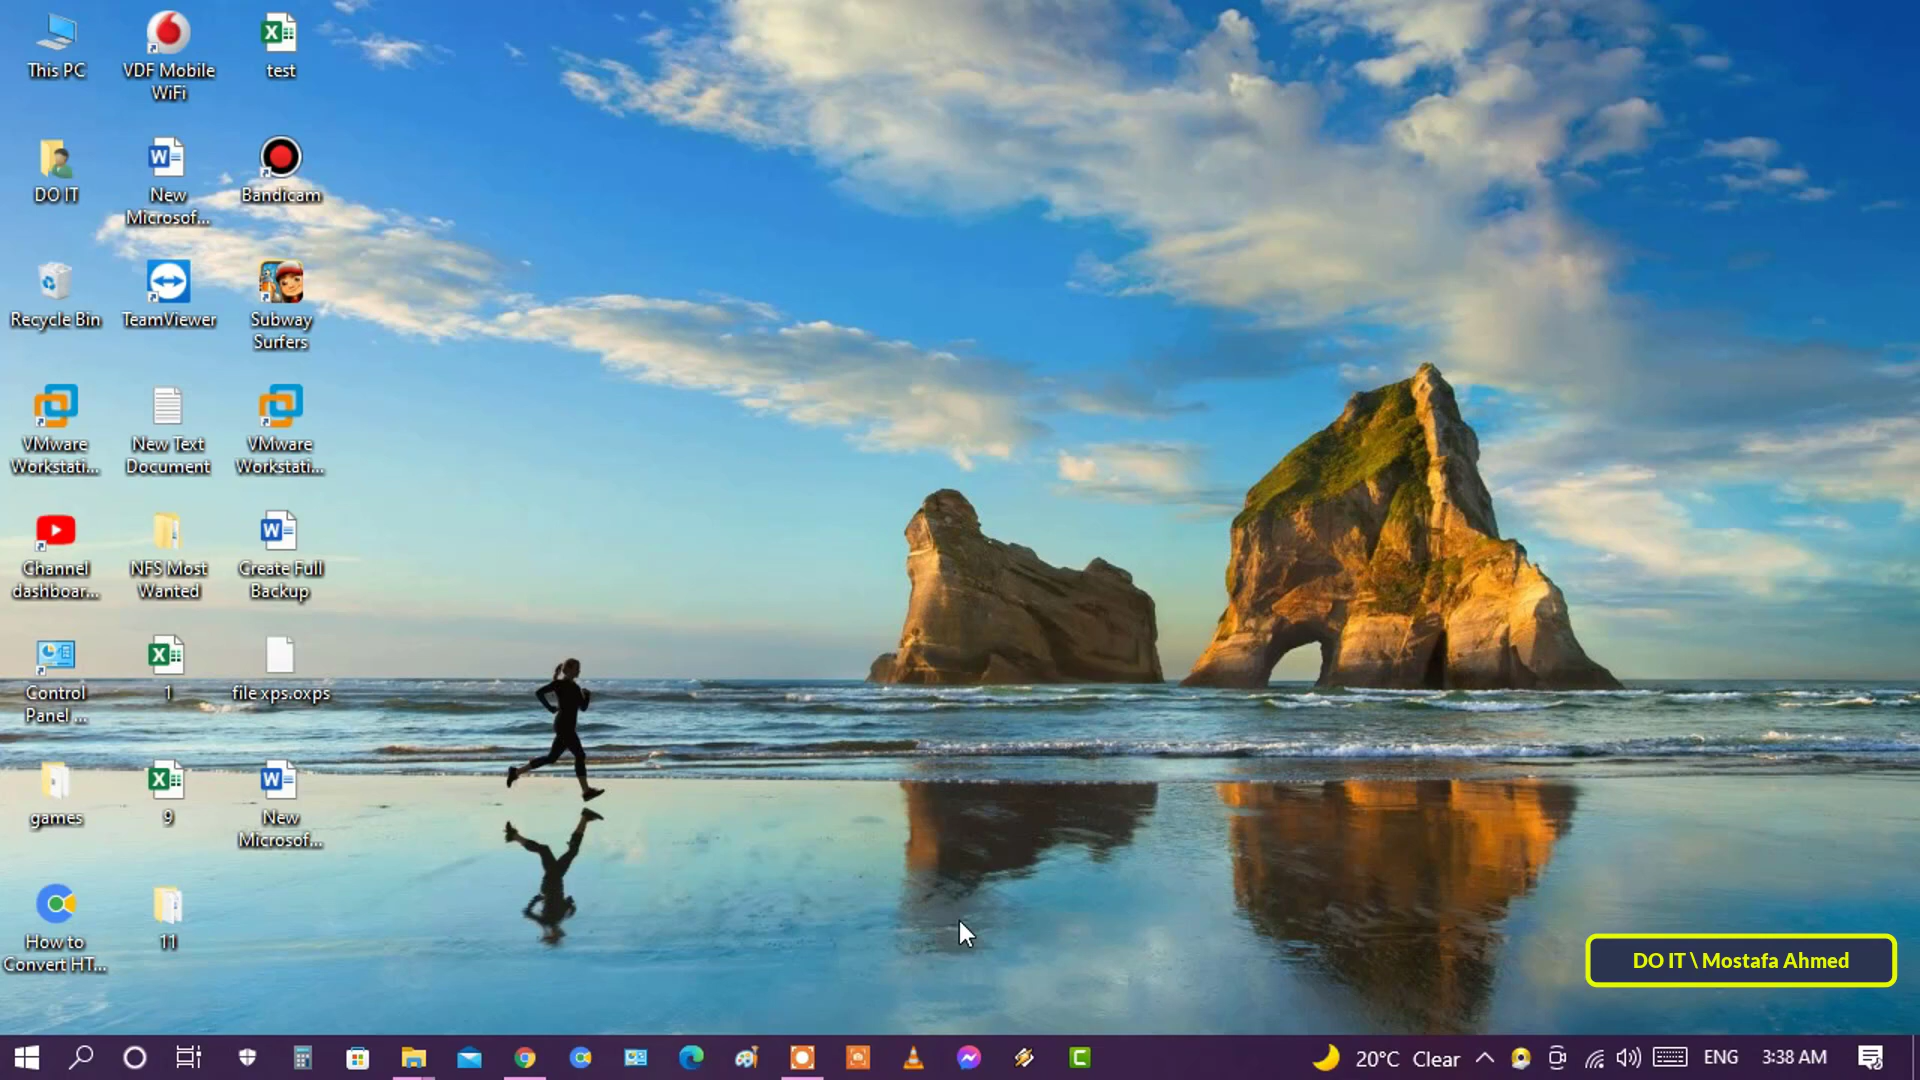 This PC
VDF Mobile
WiFi
test
DO IT
New
Microsof...
Bandicam
Recycle Bin
TeamViewer
Subway
Surfers
VMware
Workstati...
New Text
Document
VMware
Workstati...
Channel
dashboar...
NFS Most
Wanted
Create Full
Backup
Control
Panel ...
1
file xps.oxps
games
9
New
Microsof...
How to
Convert HT...
11
DO IT \ Mostafa Ahmed
20°C Clear
ENG
3:38 AM